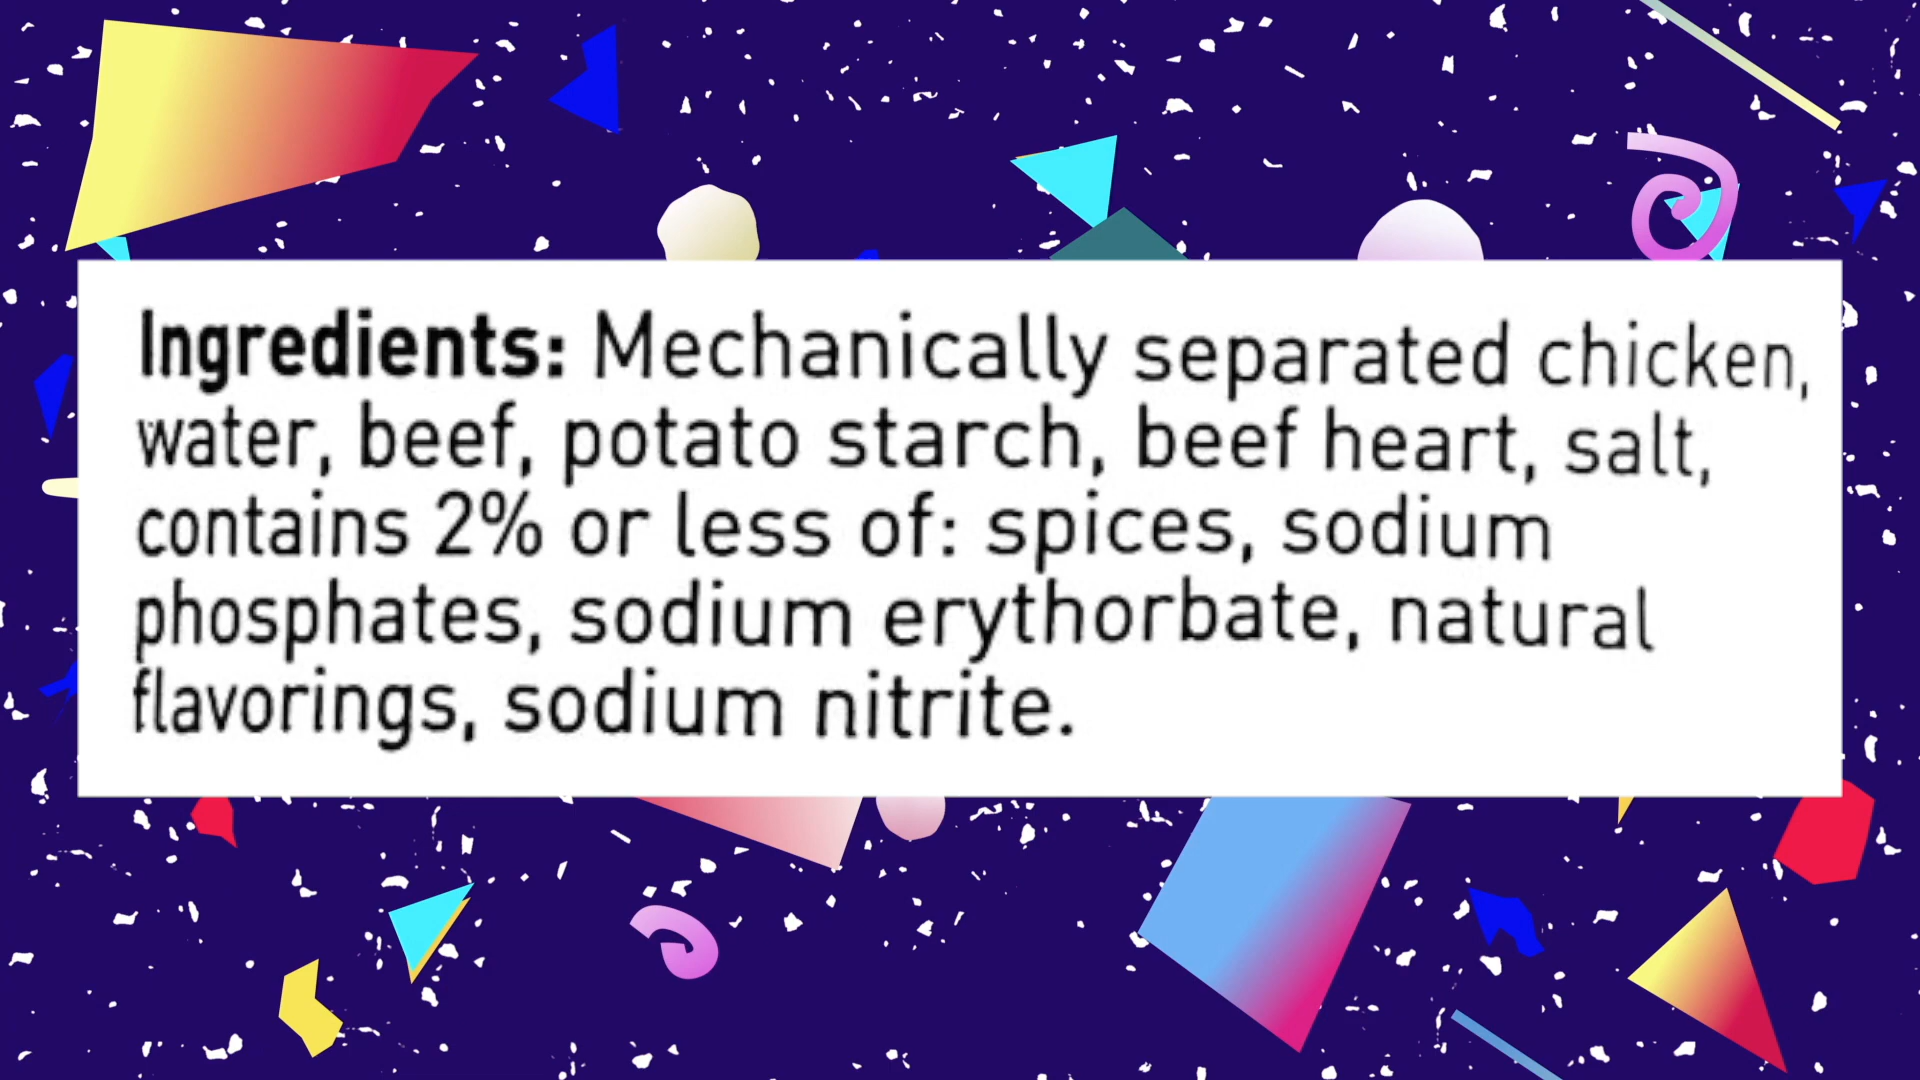 Ingredients: Mechanically separated chicken,
water, beef, potato starch, beef heart, salt,
contains 2% or less of: spices, sodium
phosphates, sodium erythorbate, natural
flavorings, sodium nitrite.